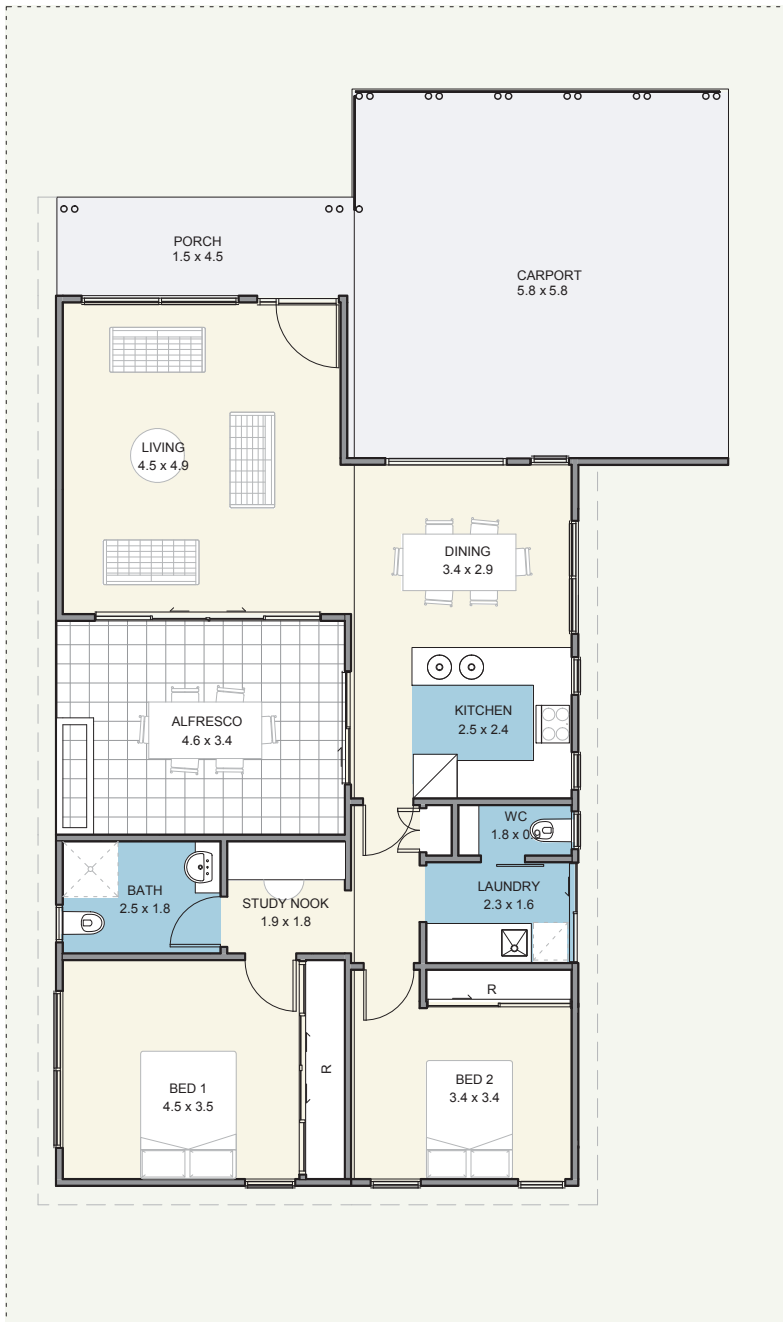 PORCH
1.5 x 4.5
CARPORT
5.8 x 5.8
LIVING
4.5 x 4.9
DINING
3.4 x 2.9
KITCHEN
2.5 x 2.4
ALFRESCO
4.6 x 3.4
WC
1.8 x 0.9
BATH
2.5 x 1.8
STUDY NOOK
1.9 x 1.8
LAUNDRY
2.3 x 1.6
R
R
BED 1
4.5 x 3.5
BED 2
3.4 x 3.4